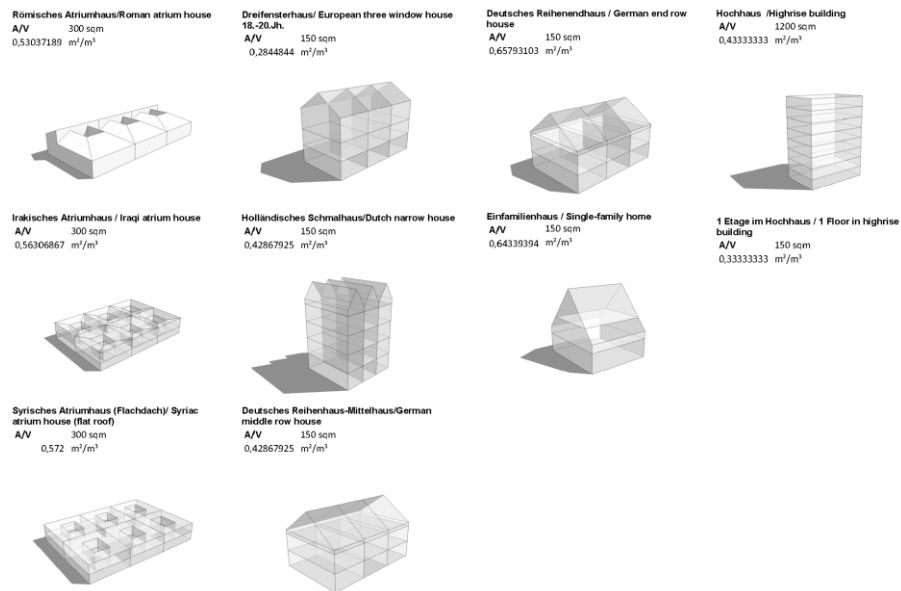 Römisches Atriumhaus/Roman atrium house
A/V 300 sqm
0,53037189 m²/m³
Dreifensterhaus/ European three window house
18.-20.Jh.
A/V 150 sqm
0,2844844 m²/m³
Deutsches Reihenendhaus / German end row
house
A/V 150 sqm
0,65793103 m²/m³
Hochhaus /Highrise building
A/V 1200 sqm
0,43333333 m²/m³
Irakisches Atriumhaus / Iraqi atrium house
A/V 300 sqm
0,56306867 m²/m³
Holländisches Schmalhaus/Dutch narrow house
A/V 150 sqm
0,42867925 m²/m³
Einfamilienhaus / Single-family home
A/V 150 sqm
0,64339394 m²/m³
1 Etage im Hochhaus / 1 Floor in highrise
building
A/V 150 sqm
0,33333333 m²/m³
Syrisches Atriumhaus (Flachdach)/ Syriac
atrium house (flat roof)
A/V 300 sqm
0,572 m²/m³
Deutsches Reihenhaus-Mittelhaus/German
middle row house
A/V 150 sqm
0,42867925 m²/m³